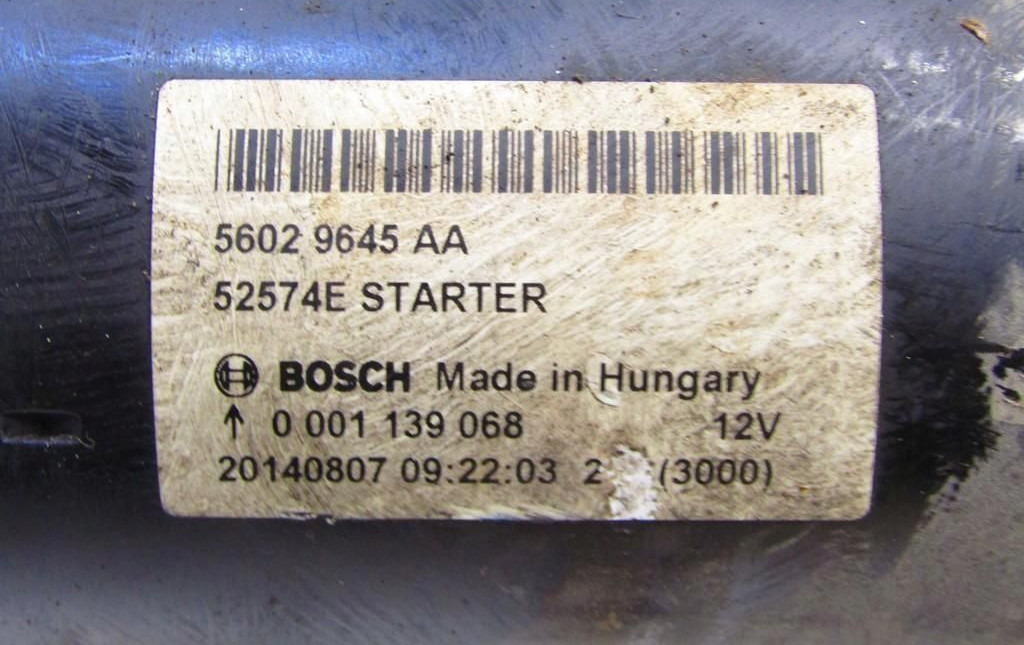 5602 9645 AA
52574E STARTER
BOSCH Made in Hungary
↑ 0 001 139 068 12V
20140807 09:22:03 2 (3000)